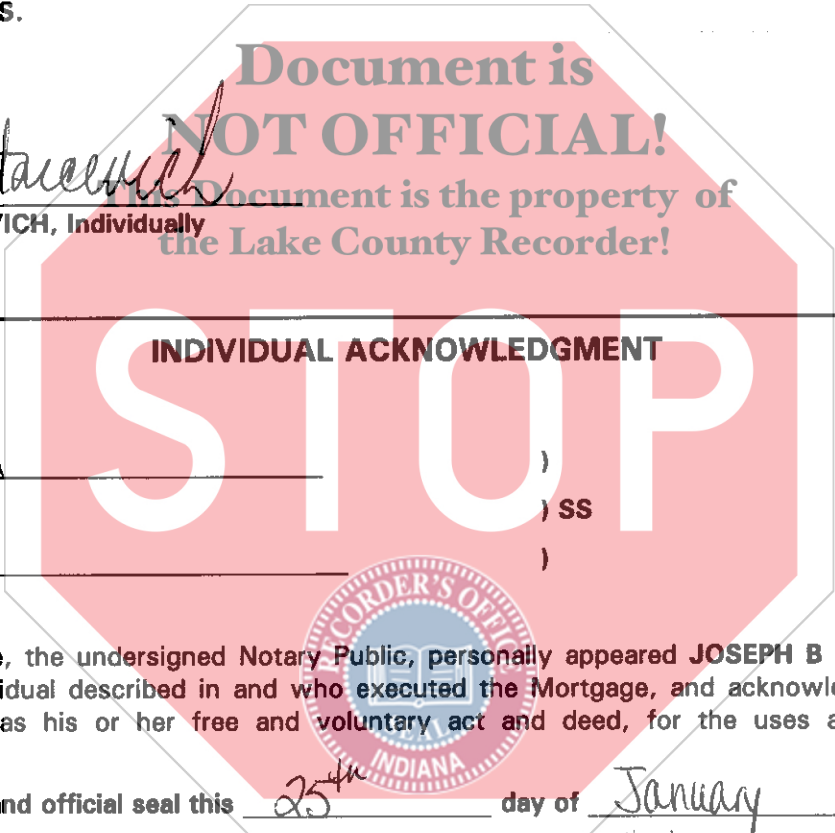 S.
Document is
NOT OFFICIAL!
This Document is the property of
VICH, Individually
the Lake County Recorder!
INDIVIDUAL ACKNOWLEDGMENT
STOP
)
) SS
)
RECORDER'S OFFICE
, the undersigned Notary Public, personally appeared JOSEPH B
idual described in and who executed the Mortgage, and acknowle
as his or her free and voluntary act and deed, for the uses a
SEAL
INDIANA
nd official seal this 25th day of January